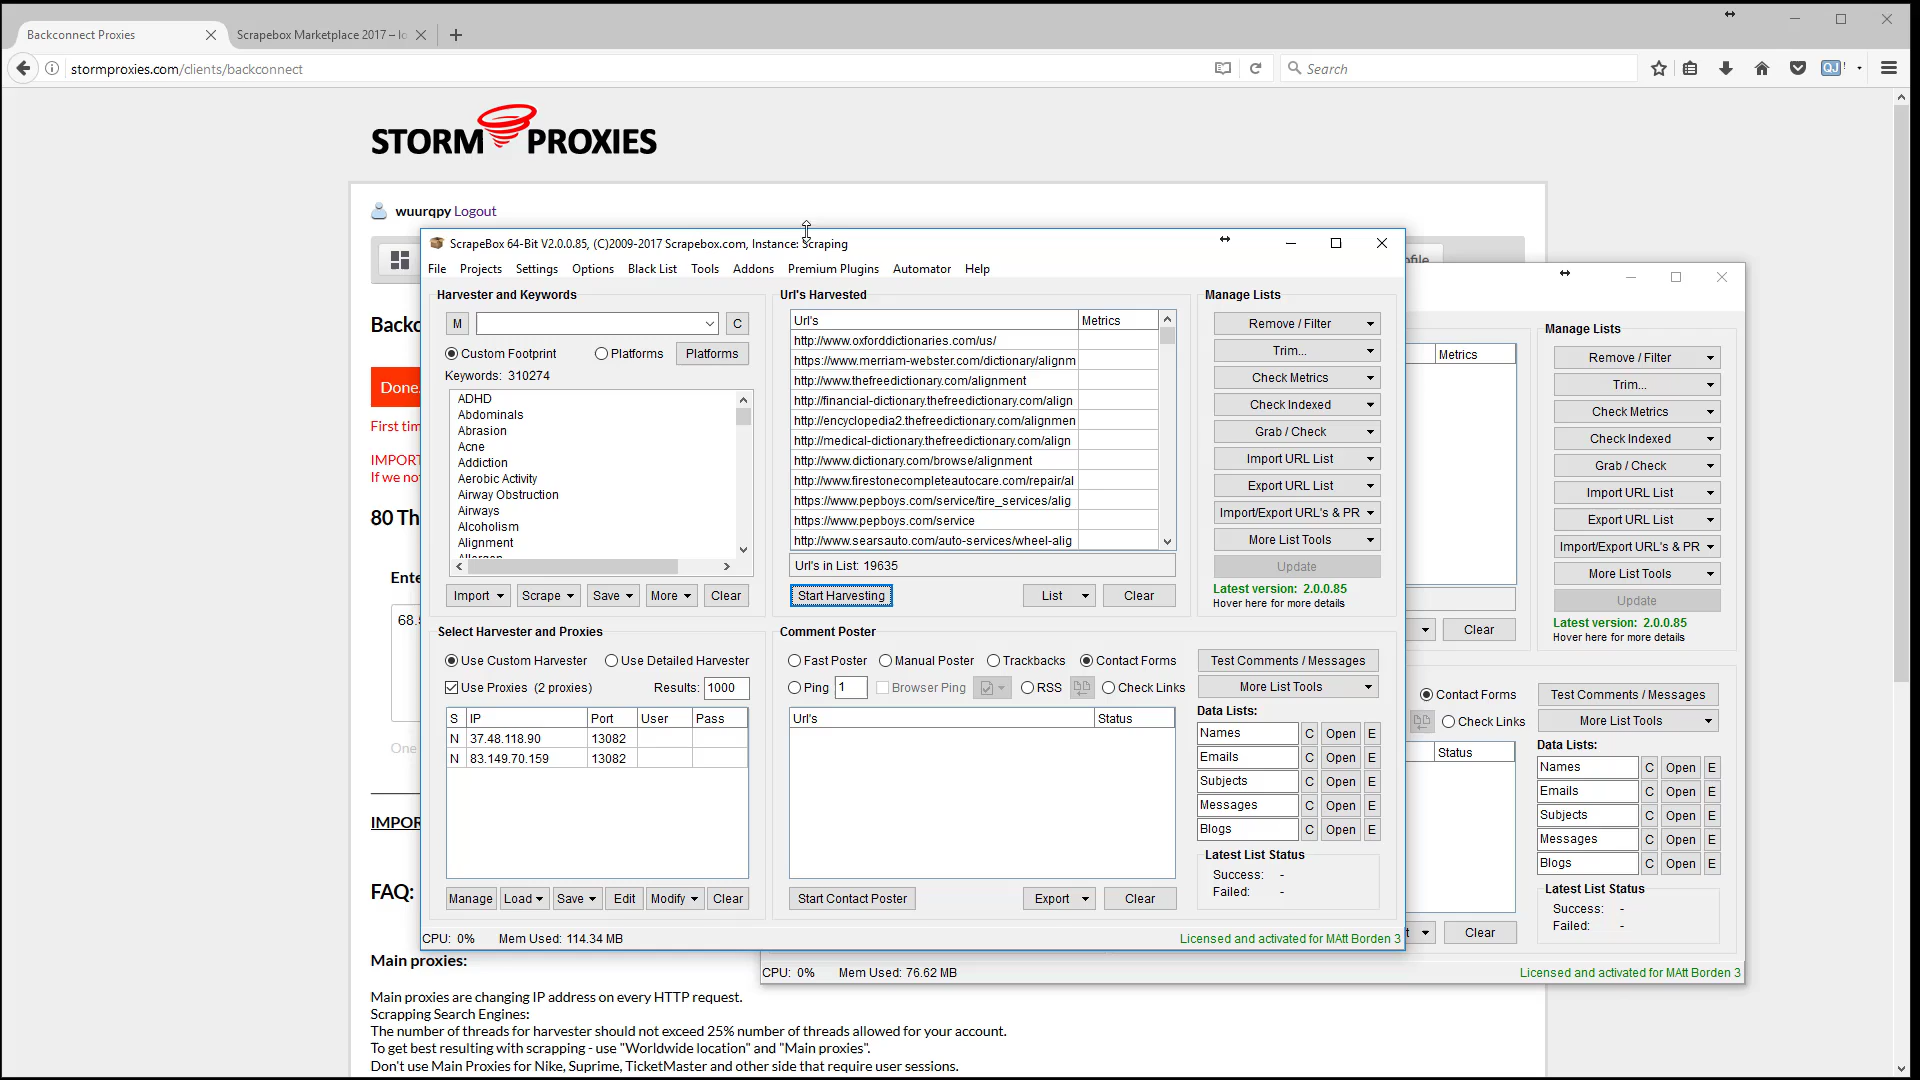 Backconnect Proxies
Scrapebox Marketplace 2017 – lo
stormproxies.com/clients/backconnect
Search
QJ !
STORM PROXIES
wuurqpy Logout
ScrapeBox 64-Bit V2.0.0.85, (C)2009-2017 Scrapebox.com, Instance: Scraping
File Projects Settings Options Black List Tools Addons Premium Plugins Automator Help
Harvester and Keywords
M
C
Custom Footprint
Platforms
Platforms
Keywords: 310274
ADHD
Abdominals
Abrasion
Acne
Addiction
Aerobic Activity
Airway Obstruction
Airways
Alcoholism
Alignment
Allergen
Import
Scrape
Save
More
Clear
Url's Harvested
Url's Metrics
http://www.oxforddictionaries.com/us/
https://www.merriam-webster.com/dictionary/alignm
http://www.thefreedictionary.com/alignment
http://financial-dictionary.thefreedictionary.com/align
http://encyclopedia2.thefreedictionary.com/alignmen
http://medical-dictionary.thefreedictionary.com/align
http://www.dictionary.com/browse/alignment
http://www.firestonecompleteautocare.com/repair/al
https://www.pepboys.com/service/tire_services/alig
https://www.pepboys.com/service
http://www.searsauto.com/auto-services/wheel-alig
Url's in List: 19635
Start Harvesting
List
Clear
Manage Lists
Remove / Filter
Trim...
Check Metrics
Check Indexed
Grab / Check
Import URL List
Export URL List
Import/Export URL's & PR
More List Tools
Update
Latest version: 2.0.0.85
Hover here for more details
Select Harvester and Proxies
Use Custom Harvester
Use Detailed Harvester
Use Proxies (2 proxies)
Results: 1000
S IP Port User Pass
N 37.48.118.90 13082
N 83.149.70.159 13082
Manage
Load
Save
Edit
Modify
Clear
Comment Poster
Fast Poster
Manual Poster
Trackbacks
Contact Forms
Ping 1
Browser Ping
RSS
Check Links
Url's Status
Start Contact Poster
Export
Clear
Test Comments / Messages
More List Tools
Data Lists:
Names C Open E
Emails C Open E
Subjects C Open E
Messages C Open E
Blogs C Open E
Latest List Status
Success: -
Failed: -
CPU: 0% Mem Used: 114.34 MB
Licensed and activated for MAtt Borden 3
Metrics
Clear
Manage Lists
Remove / Filter
Trim...
Check Metrics
Check Indexed
Grab / Check
Import URL List
Export URL List
Import/Export URL's & PR
More List Tools
Update
Latest version: 2.0.0.85
Hover here for more details
Contact Forms
Check Links
Status
Clear
Test Comments / Messages
More List Tools
Data Lists:
Names C Open E
Emails C Open E
Subjects C Open E
Messages C Open E
Blogs C Open E
Latest List Status
Success: -
Failed: -
CPU: 0% Mem Used: 76.62 MB
Licensed and activated for MAtt Borden 3
Backc
Done.
First tim
IMPORT
If we no
80 Th
Ente
68.
One
IMPOR
FAQ:
Main proxies:
Main proxies are changing IP address on every HTTP request.
Scrapping Search Engines:
The number of threads for harvester should not exceed 25% number of threads allowed for your account.
To get best resulting with scrapping - use "Worldwide location" and "Main proxies".
Don't use Main Proxies for Nike, Suprime, TicketMaster and other side that require user sessions.